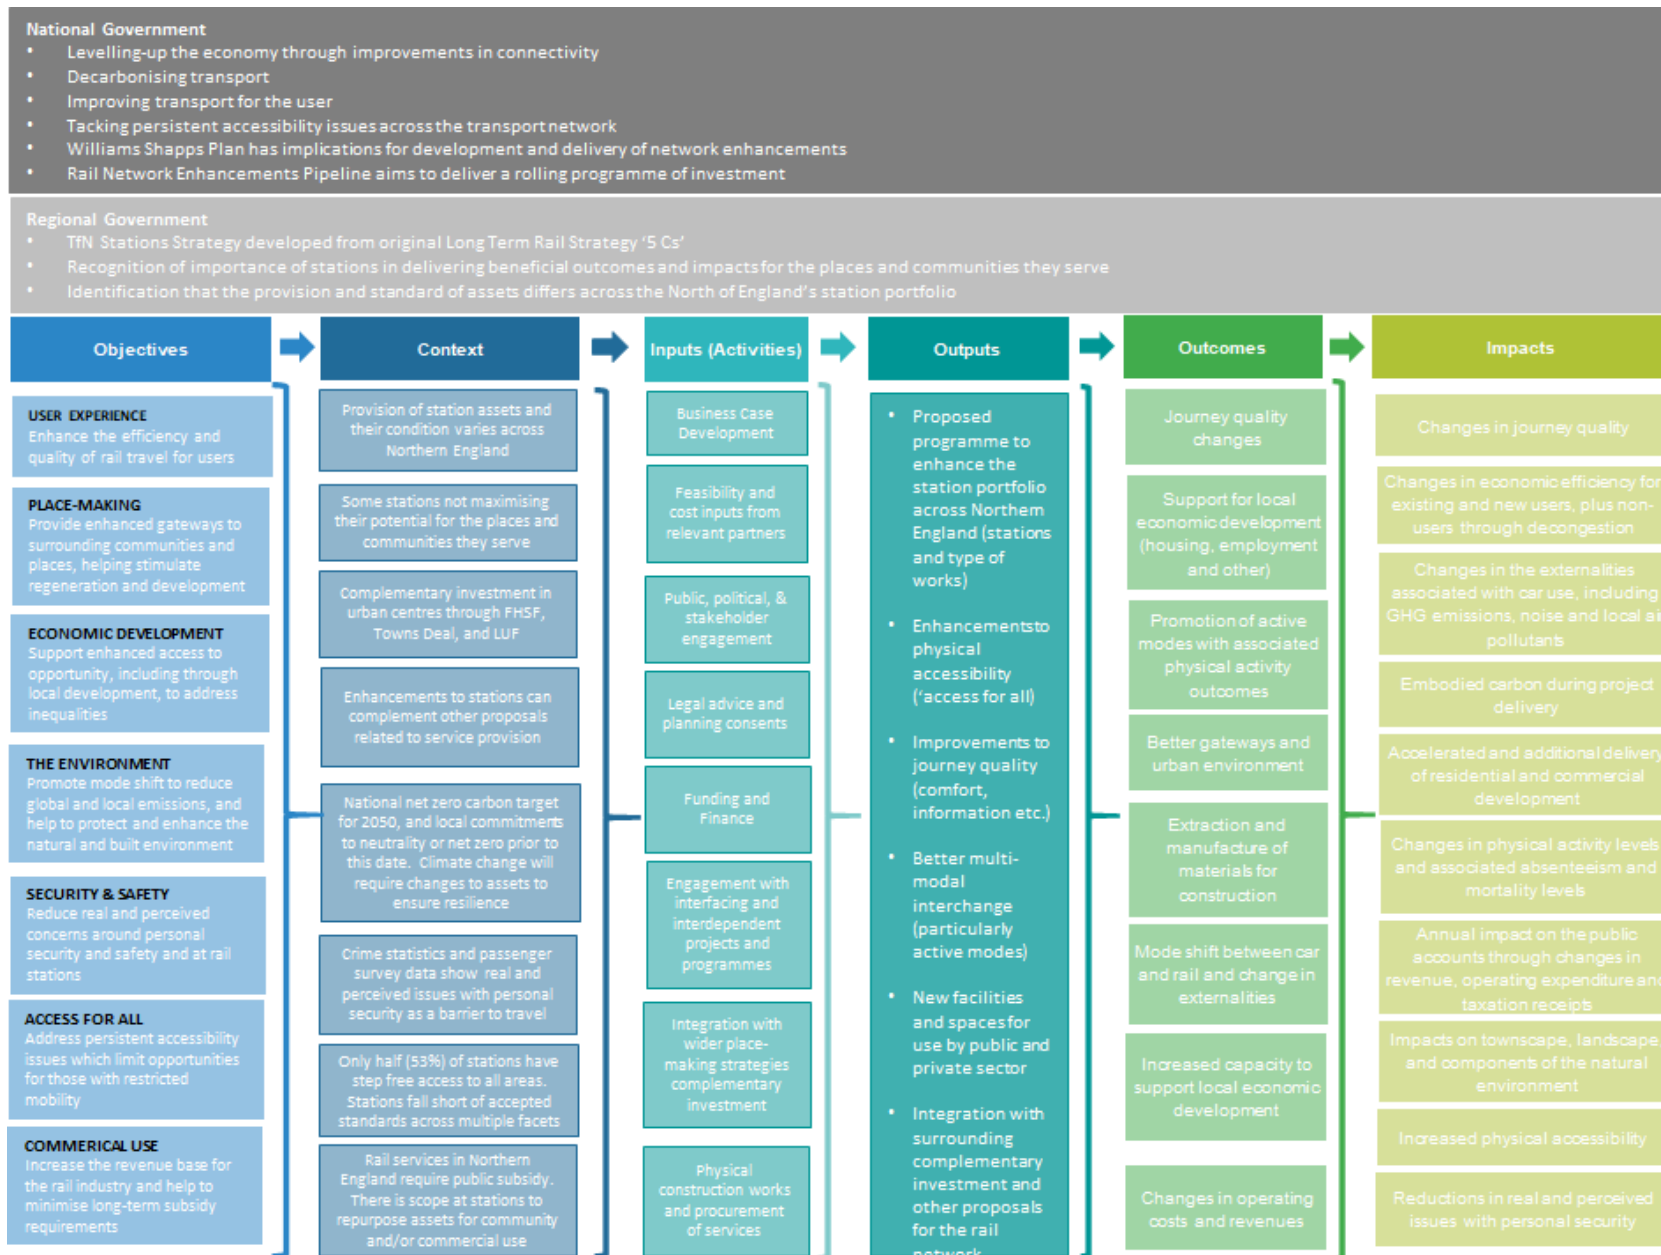 National Government
• Levelling-up the economy through improvements in connectivity
• Decarbonising transport
• Improving transport for the user
• Tacking persistent accessibility issues across the transport network
• Williams Shapps Plan has implications for development and delivery of network enhancements
• Rail Network Enhancements Pipeline aims to deliver a rolling programme of investment
Regional Government
• TfN Stations Strategy developed from original Long Term Rail Strategy '5 Cs'
• Recognition of importance of stations in delivering beneficial outcomes and impacts for the places and communities they serve
• Identification that the provision and standard of assets differs across the North of England's station portfolio
Objectives
USER EXPERIENCE
Enhance the efficiency and
quality of rail travel for users
PLACE-MAKING
Provide enhanced gateways to
surrounding communities and
places, helping stimulate
regeneration and development
ECONOMIC DEVELOPMENT
Support enhanced access to
opportunity, including through
local development, to address
inequalities
THE ENVIRONMENT
Promote mode shift to reduce
global and local emissions, and
help to protect and enhance the
natural and built environment
SECURITY & SAFETY
Reduce real and perceived
concerns around personal
security and safety and at rail
stations
ACCESS FOR ALL
Address persistent accessibility
issues which limit opportunities
for those with restricted
mobility
COMMERICAL USE
Increase the revenue base for
the rail industry and help to
minimise long-term subsidy
requirements
Context
Provision of station assets and
their condition varies across
Northern England
Some stations not maximising
their potential for the places and
communities they serve
Complementary investment in
urban centres through FHSF,
Towns Deal, and LUF
Enhancements to stations can
complement other proposals
related to service provision
National net zero carbon target
for 2050, and local commitments
to neutrality or net zero prior to
this date. Climate change will
require changes to assets to
ensure resilience
Crime statistics and passenger
survey data show real and
perceived issues with personal
security as a barrier to travel
Only half (53%) of stations have
step free access to all areas.
Stations fall short of accepted
standards across multiple facets
Rail services in Northern
England require public subsidy.
There is scope at stations to
repurpose assets for community
and/or commercial use
Inputs (Activities)
Business Case
Development
Feasibility and
cost inputs from
relevant partners
Public, political, &
stakeholder
engagement
Legal advice and
planning consents
Funding and
Finance
Engagement with
interfacing and
interdependent
projects and
programmes
Integration with
wider place-
making strategies
complementary
investment
Physical
construction works
and procurement
of services
Outputs
• Proposed
programme to
enhance the
station portfolio
across Northern
England (stations
and type of
works)
• Enhancementsto
physical
accessibility
('access for all)
• Improvements to
journey quality
(comfort,
information etc.)
• Better multi-
modal
interchange
(particularly
active modes)
• New facilities
and spaces for
use by public and
private sector
• Integration with
surrounding
complementary
investment and
other proposals
for the rail
network
Outcomes
Journey quality
changes
Support for local
economic development
(housing, employment
and other)
Promotion of active
modes with associated
physical activity
outcomes
Better gateways and
urban environment
Extraction and
manufacture of
materials for
construction
Mode shift between car
and rail and change in
externalities
Increased capacity to
support local economic
development
Changes in operating
costs and revenues
Impacts
Changes in journey quality
Changes in economic efficiency for
existing and new users, plus non-
users through decongestion
Changes in the externalities
associated with car use, including
GHG emissions, noise and local air
pollutants
Embodied carbon during project
delivery
Accelerated and additional delivery
of residential and commercial
development
Changes in physical activity levels
and associated absenteeism and
mortality levels
Annual impact on the public
accounts through changes in
revenue, operating expenditure and
taxation receipts
Impacts on townscape, landscape
and components of the natural
environment
Increased physical accessibility
Reductions in real and perceived
issues with personal security